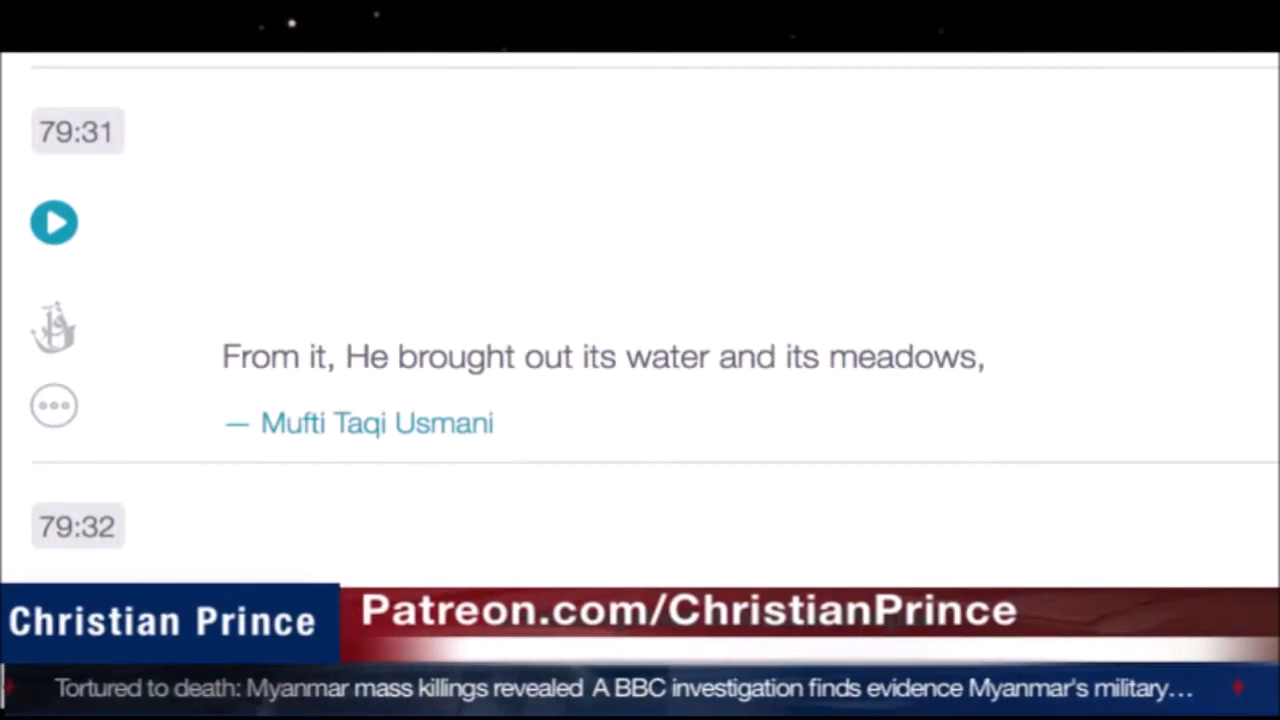 79:31
From it, He brought out its water and its meadows,
— Mufti Taqi Usmani
79:32
Christian Prince
Patreon.com/ChristianPrince
Tortured to death: Myanmar mass killings revealed A BBC investigation finds evidence Myanmar's military...